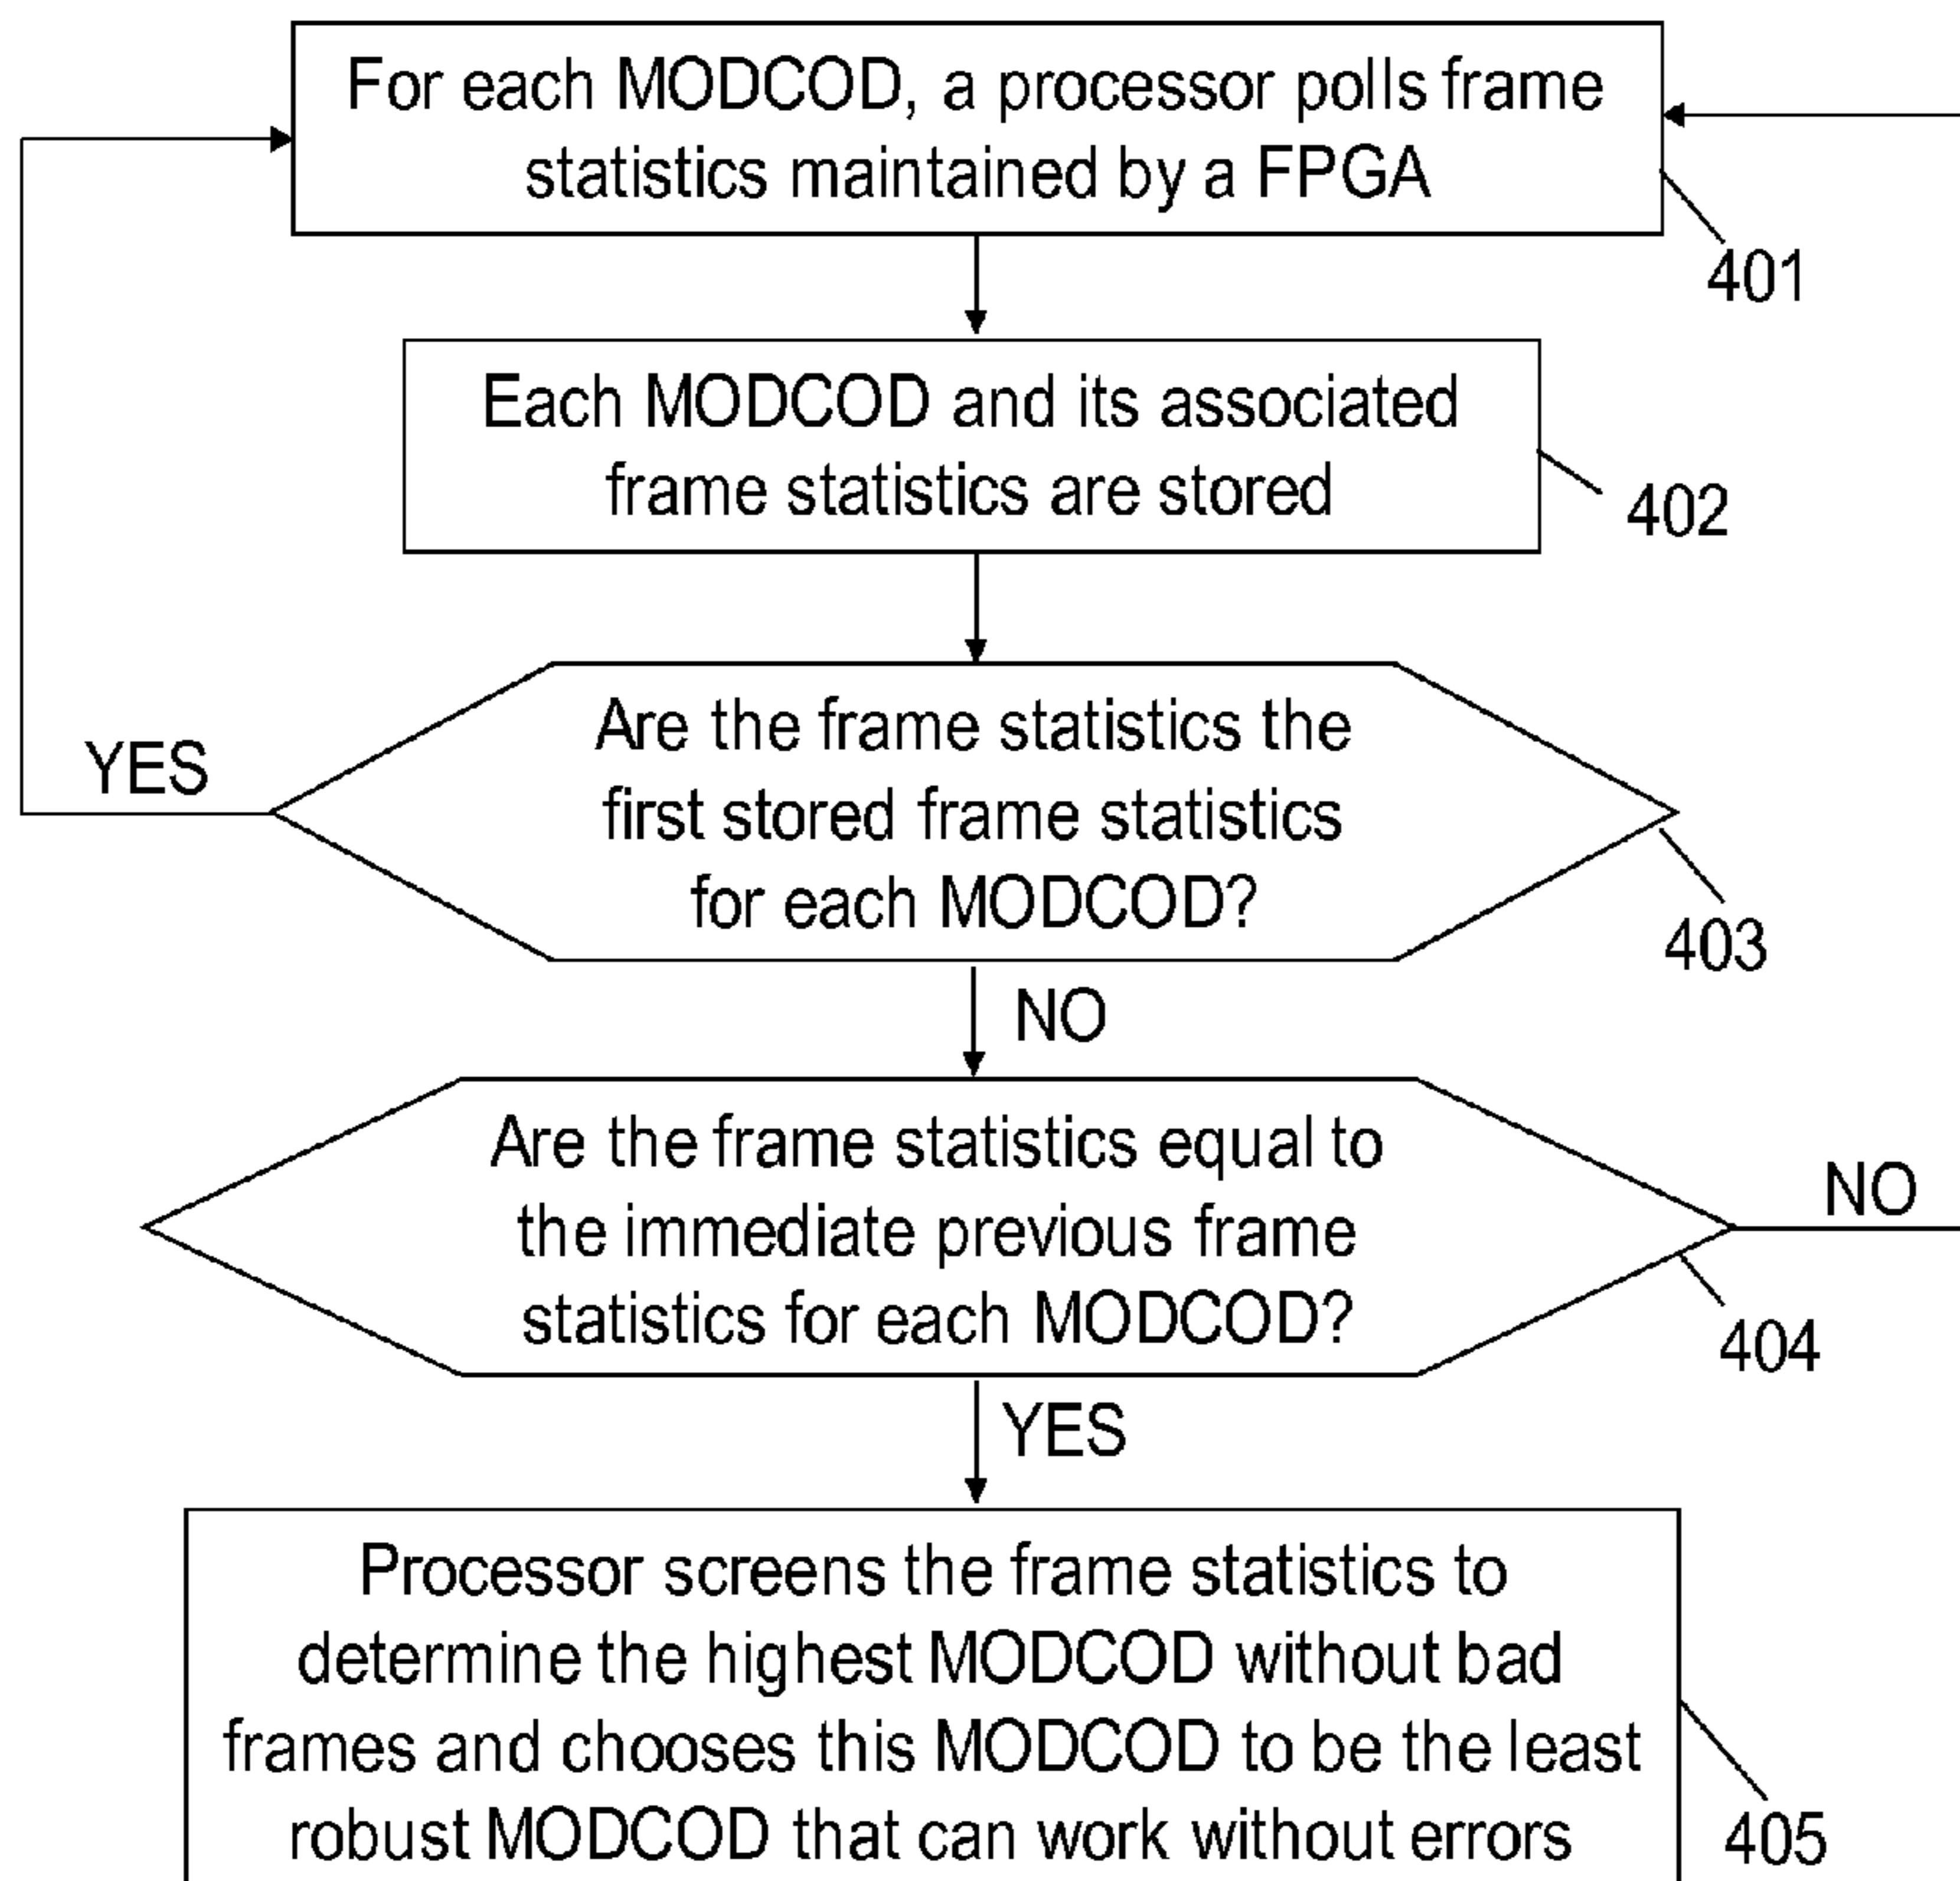 For each MODCOD, a processor polls frame
statistics maintained by a FPGA
401
Each MODCOD and its associated
frame statistics are stored
402
Are the frame statistics the
first stored frame statistics
for each MODCOD?
YES
403
NO
Are the frame statistics equal to
the immediate previous frame
statistics for each MODCOD?
NO
404
YES
Processor screens the frame statistics to
determine the highest MODCOD without bad
frames and chooses this MODCOD to be the least
robust MODCOD that can work without errors
405